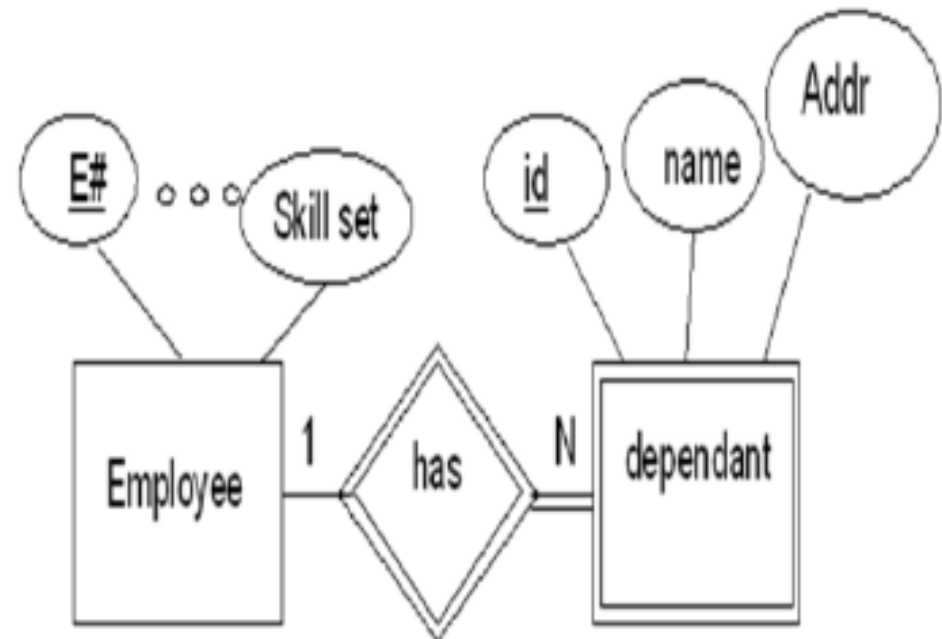 E#
Skill set
id
name
Addr
Employee
1
has
N
dependant